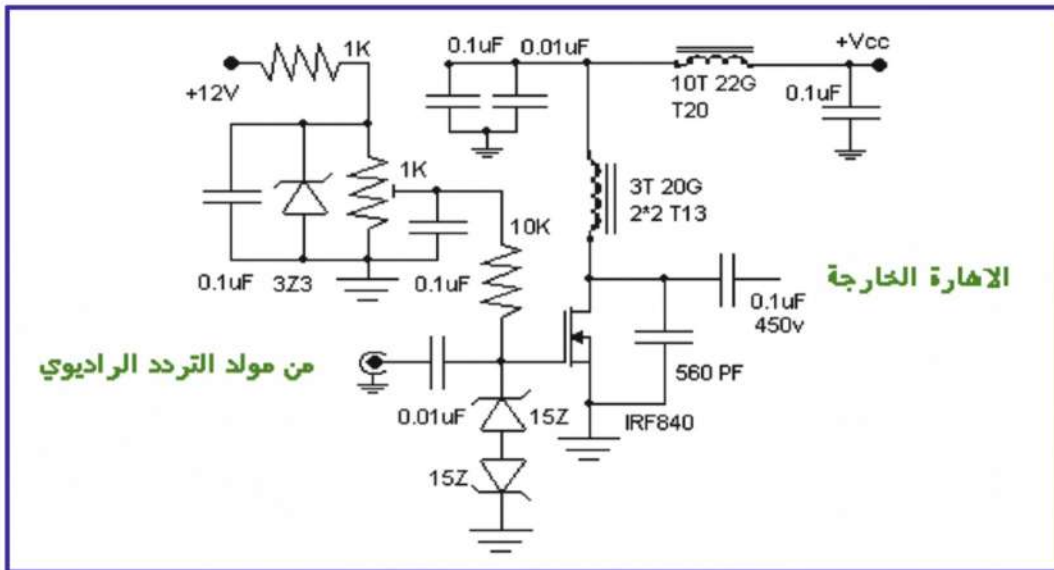 1K
+12V
0.1uF 0.01uF
+Vcc
10T 22G
T20
0.1uF
1K
3T 20G
2*2 T13
10K
0.1uF 3Z3
0.1uF
الاهارة الخارجة
0.1uF
450v
من مولد التردد الراديوي
560 PF
0.01uF
15Z
IRF840
15Z